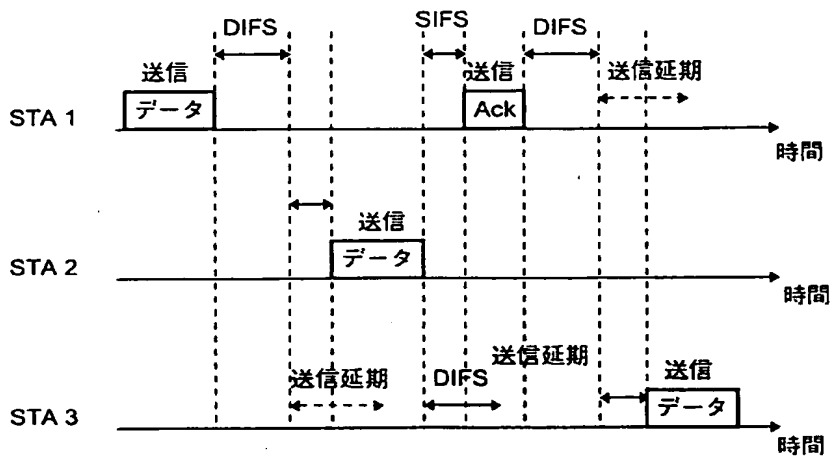 DIFS SIFS DIFS
送信 送信 送信延期
STA 1 データ Ack
時間
送信
STA 2 データ
時間
送信延期 DIFS 送信延期 送信
STA 3 データ
時間